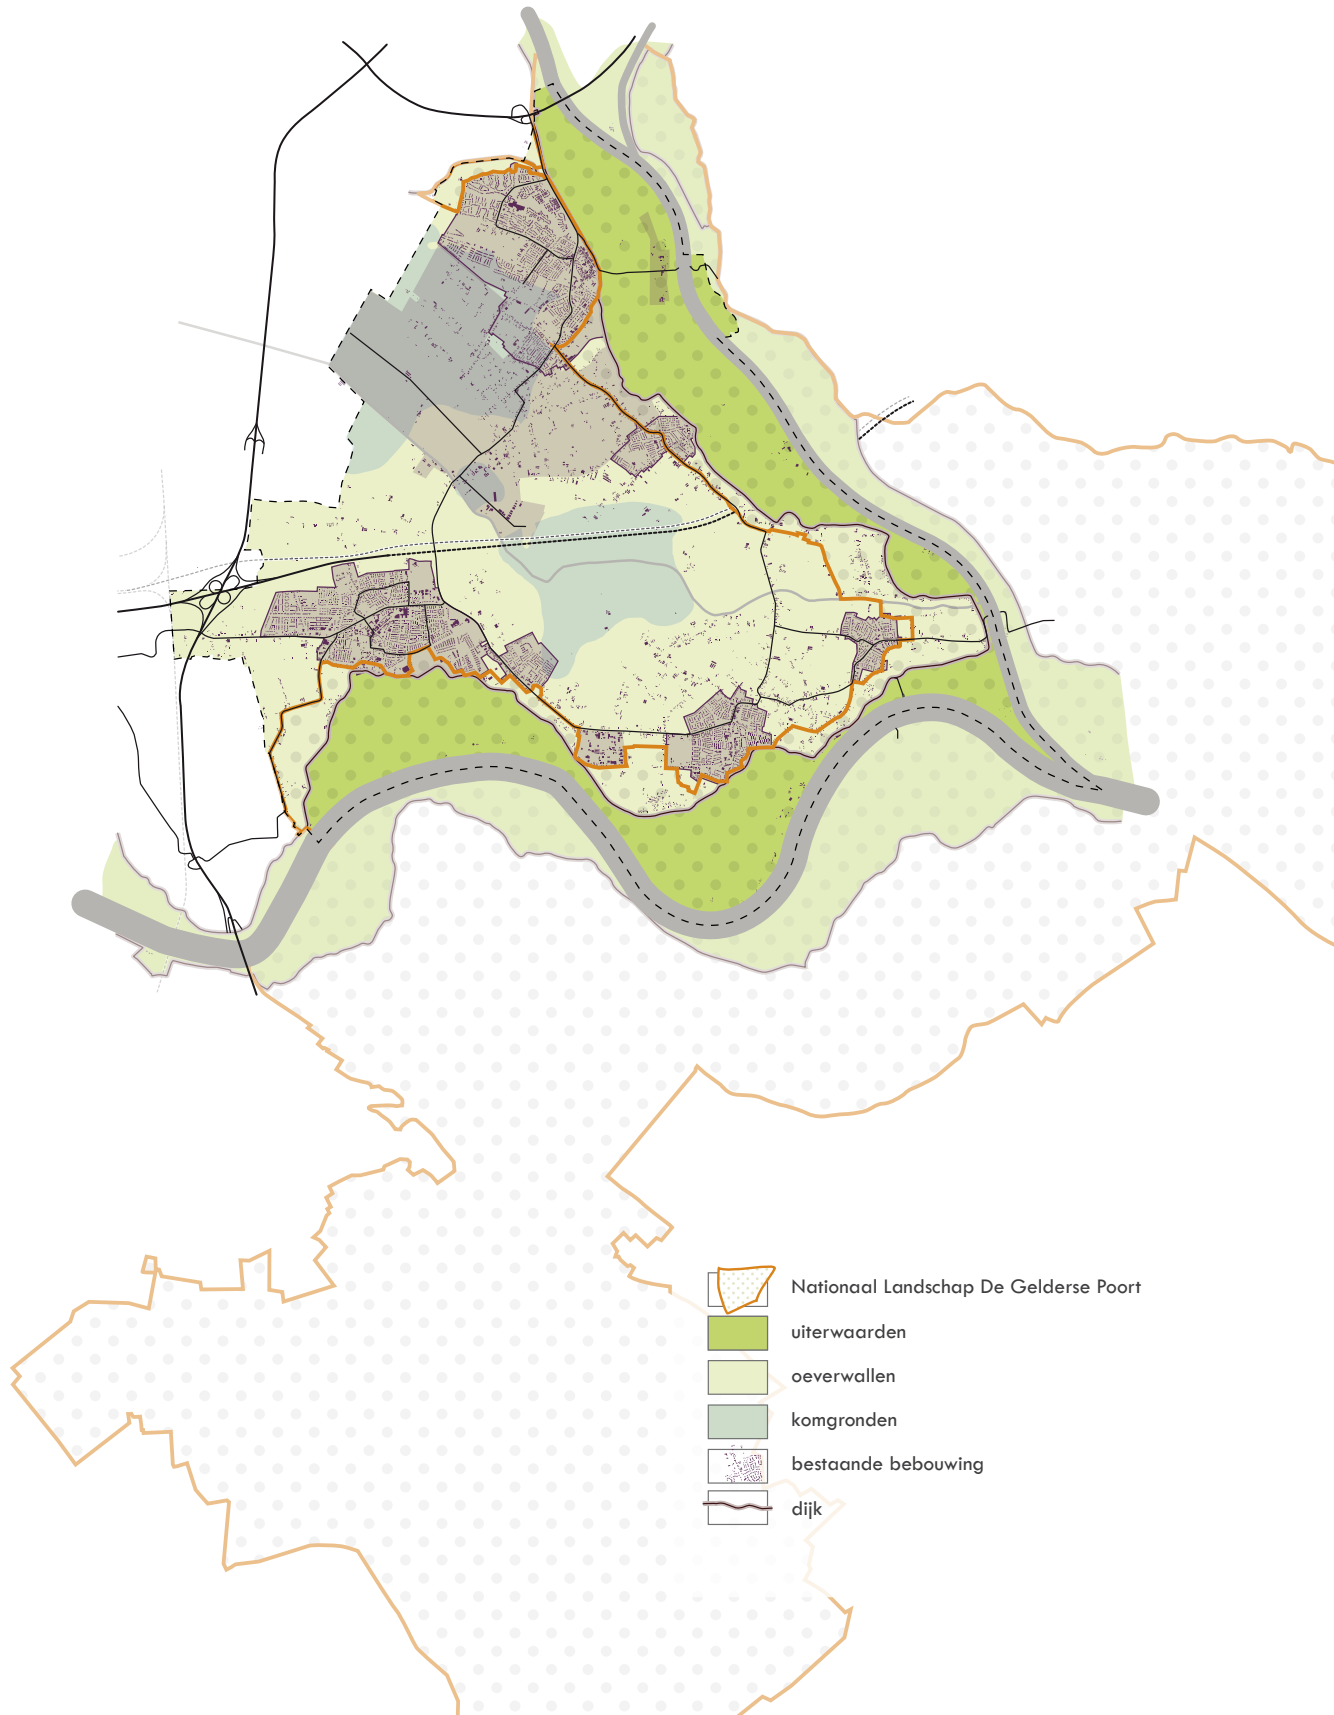 Nationaal Landschap De Gelderse Poort
uiterwaarden
oeverwallen
komgronden
bestaande bebouwing
dijk